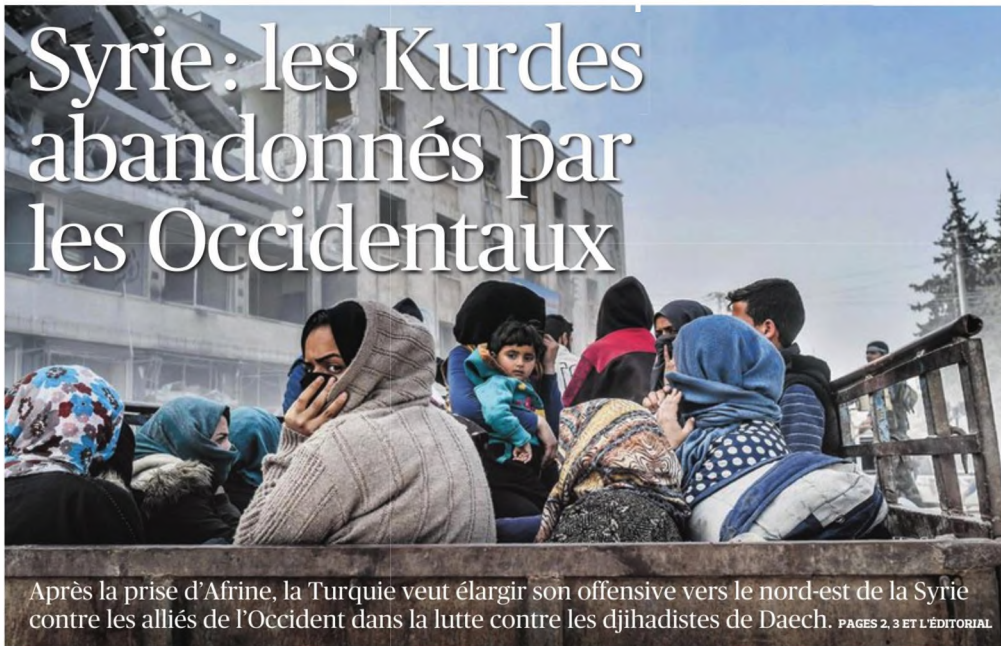 Syrie : les Kurdes
abandonnés par
les Occidentaux
Après la prise d’Afrine, la Turquie veut élargir son offensive vers le nord-est de la Syrie
contre les alliés de l’Occident dans la lutte contre les djihadistes de Daech. PAGES 2, 3 ET L’ÉDITORIAL